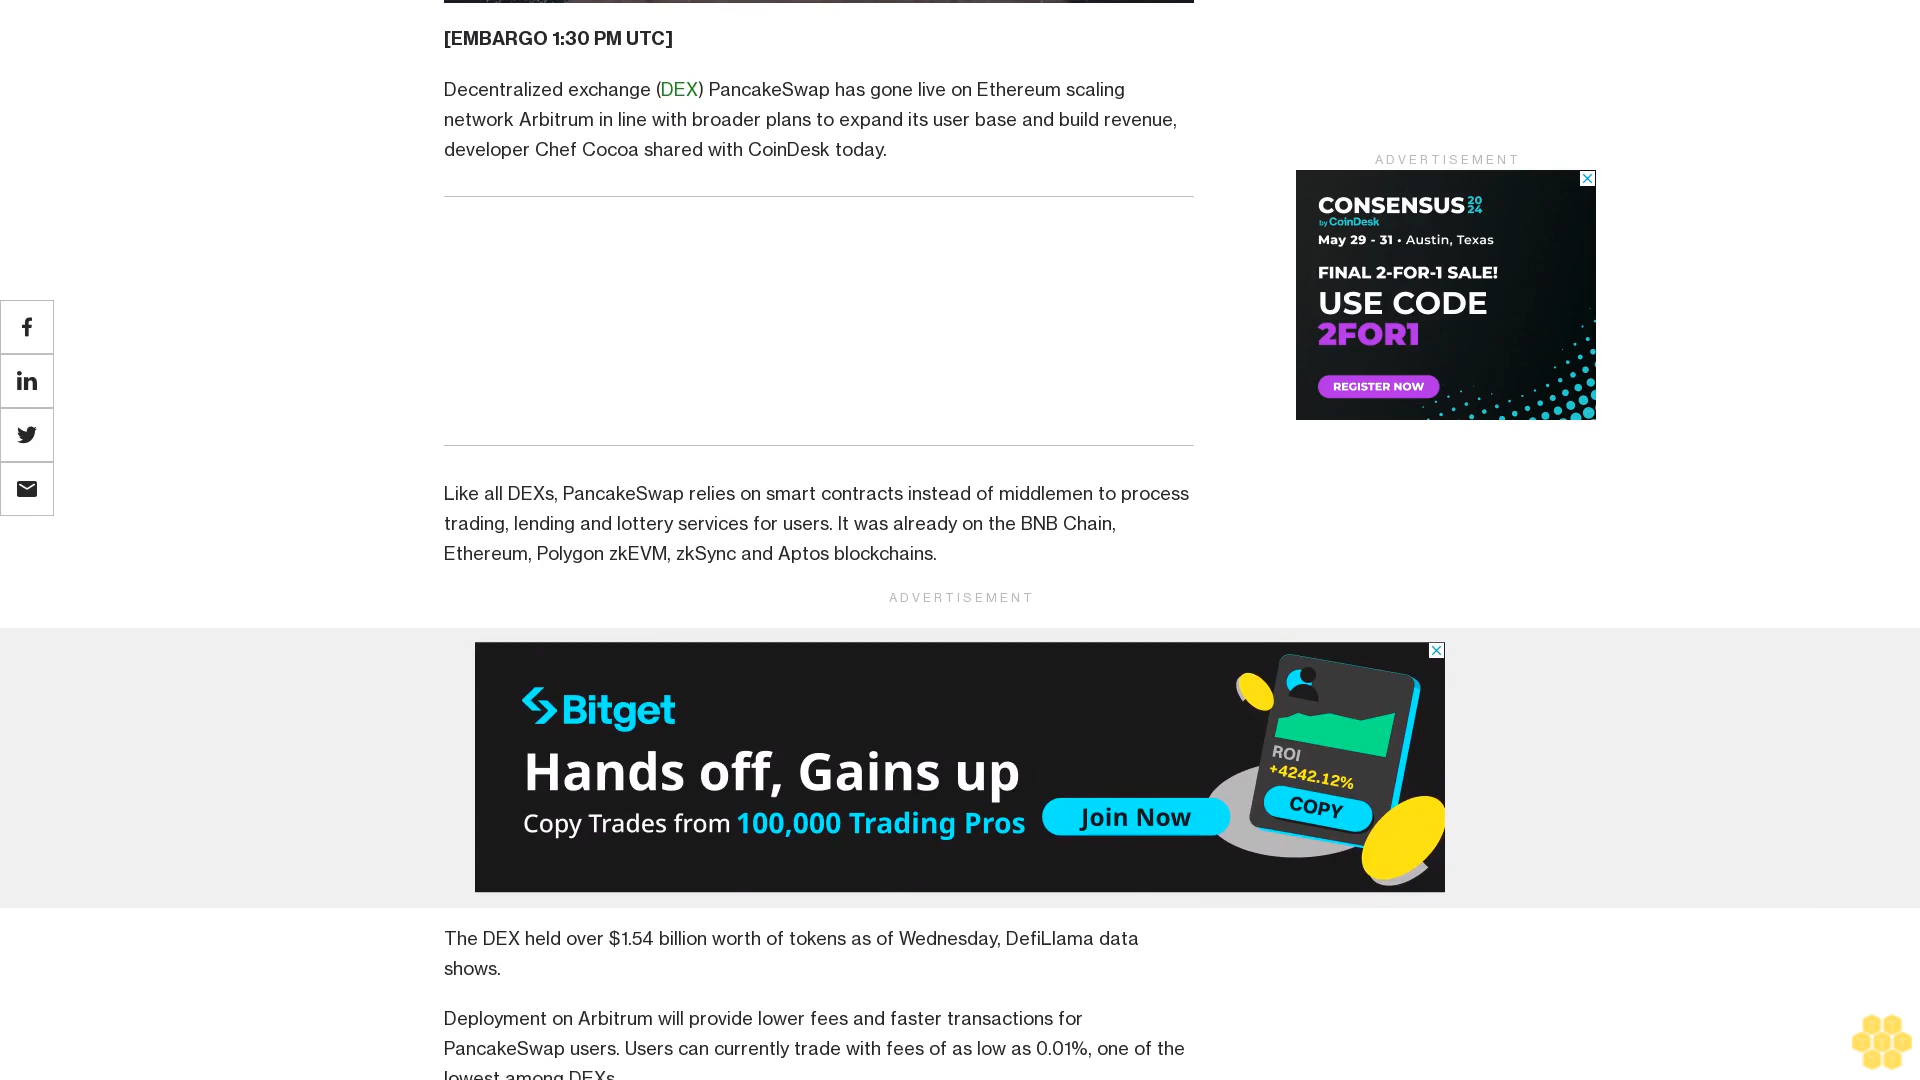 [EMBARGO 1:30 PM UTC]
Decentralized exchange (DEX) PancakeSwap has gone live on Ethereum scaling
network Arbitrum in line with broader plans to expand its user base and build revenue,
developer Chef Cocoa shared with CoinDesk today.
ADVERTISEMENT
CONSENSUS 2024
by CoinDesk
May 29 - 31 • Austin, Texas
FINAL 2-FOR-1 SALE!
USE CODE
2FOR1
REGISTER NOW
Like all DEXs, PancakeSwap relies on smart contracts instead of middlemen to process
trading, lending and lottery services for users. It was already on the BNB Chain,
Ethereum, Polygon zkEVM, zkSync and Aptos blockchains.
ADVERTISEMENT
Bitget
Hands off, Gains up
Copy Trades from 100,000 Trading Pros
Join Now
ROI
+4242.12%
COPY
The DEX held over $1.54 billion worth of tokens as of Wednesday, DefiLlama data
shows.
Deployment on Arbitrum will provide lower fees and faster transactions for
PancakeSwap users. Users can currently trade with fees of as low as 0.01%, one of the
lowest among DEXs